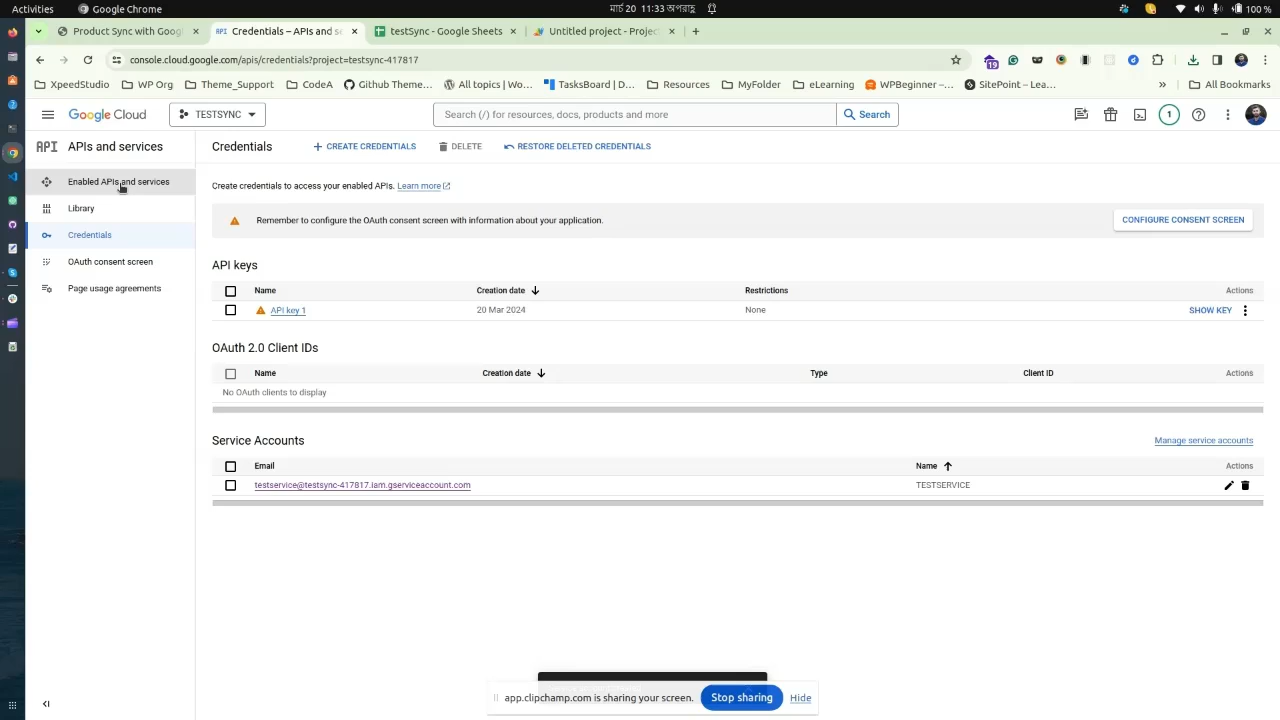 Activities
Google Chrome
মার্চ 20 11:33 অপরাহ্ণ
100 %
Product Sync with Goog
Credentials – APIs and se
testSync - Google Sheets
Untitled project - Projec
console.cloud.google.com/apis/credentials?project=testsync-417817
XpeedStudio
WP Org
Theme_Support
CodeA
Github Theme...
All topics | Wo...
TasksBoard | D...
Resources
MyFolder
eLearning
WPBeginner –...
SitePoint – Lea...
All Bookmarks
Google Cloud
TESTSYNC
Search (/) for resources, docs, products and more
Search
1
API APIs and services
Credentials
CREATE CREDENTIALS
DELETE
RESTORE DELETED CREDENTIALS
Enabled APIs and services
Library
Credentials
OAuth consent screen
Page usage agreements
Create credentials to access your enabled APIs. Learn more
Remember to configure the OAuth consent screen with information about your application.
CONFIGURE CONSENT SCREEN
API keys
Name Creation date Restrictions Actions
API key 1 20 Mar 2024 None SHOW KEY
OAuth 2.0 Client IDs
Name Creation date Type Client ID Actions
No OAuth clients to display
Service Accounts
Manage service accounts
Email Name Actions
testservice@testsync-417817.iam.gserviceaccount.com TESTSERVICE
app.clipchamp.com is sharing your screen.
Stop sharing
Hide